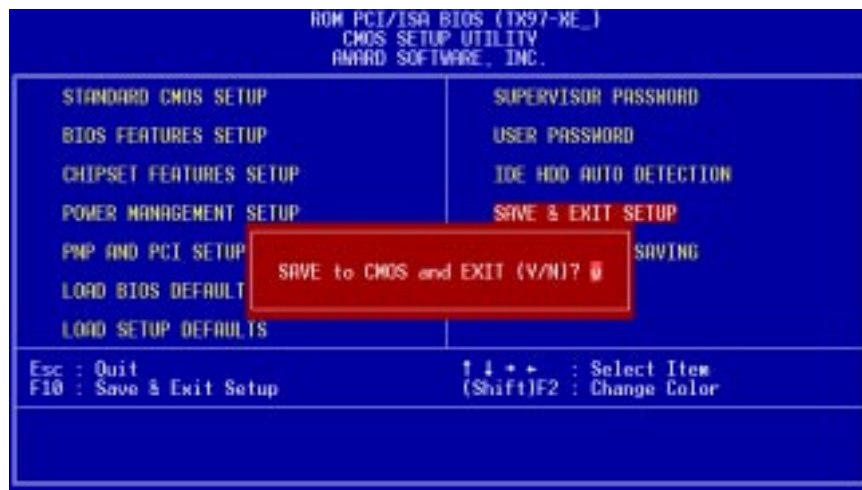 ROM PCI/ISA BIOS (TX97-XE_)
CMOS SETUP UTILITY
AWARD SOFTWARE, INC.
STANDARD CMOS SETUP
BIOS FEATURES SETUP
CHIPSET FEATURES SETUP
POWER MANAGEMENT SETUP
PNP AND PCI SETUP
LOAD BIOS DEFAULT
LOAD SETUP DEFAULTS
SUPERVISOR PASSWORD
USER PASSWORD
IDE HDD AUTO DETECTION
SAVE & EXIT SETUP
SAVING
SAVE to CMOS and EXIT (Y/N)? y
Esc : Quit
F10 : Save & Exit Setup
↑ ↓ → ← : Select Item
(Shift)F2 : Change Color